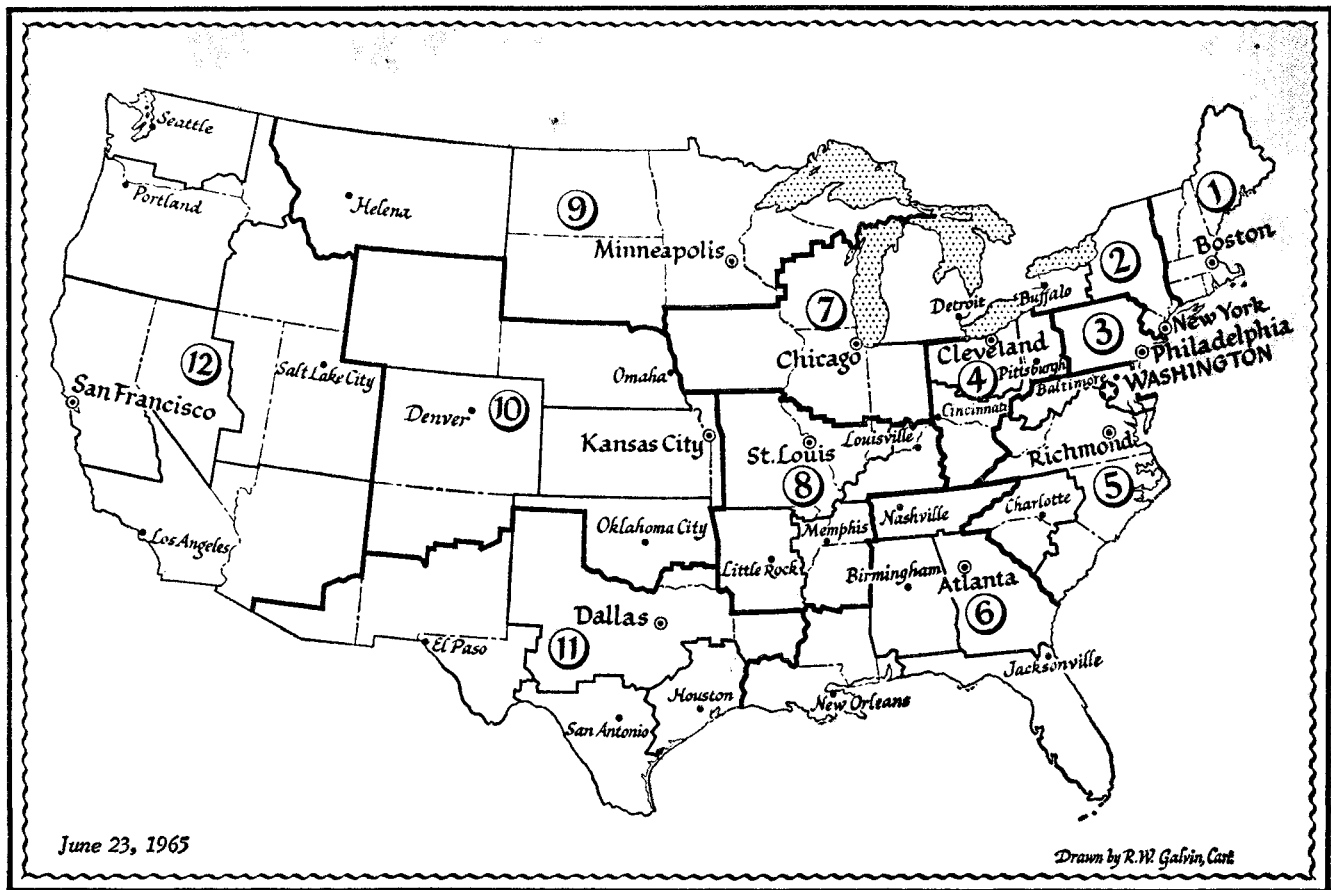 Seattle
Portland
Helena
9
Minneapolis
1
Boston
2
Buffalo
Detroit
7
Chicago
New York
3
Philadelphia
Cleveland
Pittsburgh
4
WASHINGTON
Baltimore
Cincinnati
12
San Francisco
Salt Lake City
Omaha
Denver
10
Kansas City
St. Louis
8
Louisville
Richmond
5
Los Angeles
Oklahoma City
Little Rock
Memphis
Nashville
Charlotte
Birmingham
Atlanta
6
Dallas
11
El Paso
Houston
San Antonio
New Orleans
Jacksonville
June 23, 1965
Drawn by R.W. Galvin, Cart.